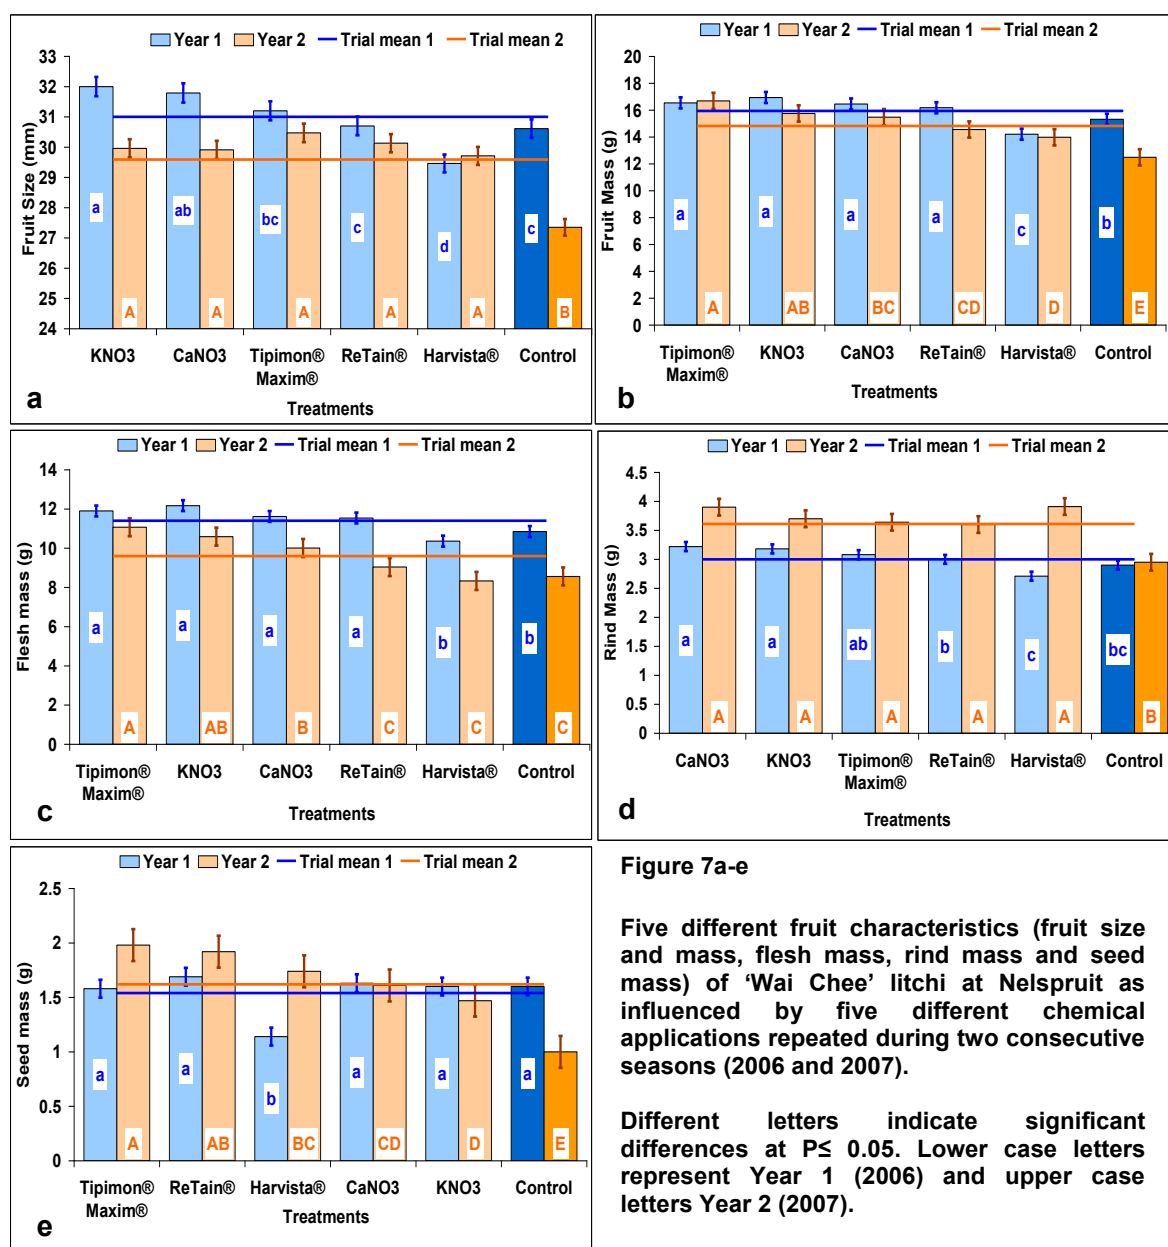 Year 1 Year 2 Trial mean 1 Trial mean 2
Fruit Size (mm)
33
32
31
30
29
28
27
26
25
24
a ab bc c d c
A A A A A B
KNO3 CaNO3 Tipimon® ReTain® Harvista® Control
Maxim®
Treatments
a
Year 1 Year 2 Trial mean 1 Trial mean 2
Fruit Mass (g)
20
18
16
14
12
10
8
6
4
2
0
a a a a c b
A AB BC CD D E
Tipimon® KNO3 CaNO3 ReTain® Harvista® Control
Maxim®
Treatments
b
Year 1 Year 2 Trial mean 1 Trial mean 2
Flesh mass (g)
14
12
10
8
6
4
2
0
a a a a b b
A AB B C C C
Tipimon® KNO3 CaNO3 ReTain® Harvista® Control
Maxim®
Treatments
c
Year 1 Year 2 Trial mean 1 Trial mean 2
Rind Mass (g)
4.5
4
3.5
3
2.5
2
1.5
1
0.5
0
a a ab b c bc
A A A A A B
CaNO3 KNO3 Tipimon® ReTain® Harvista® Control
Maxim®
Treatments
d
Year 1 Year 2 Trial mean 1 Trial mean 2
Seed mass (g)
2.5
2
1.5
1
0.5
0
a a b a a a
A AB BC CD D E
Tipimon® ReTain® Harvista® CaNO3 KNO3 Control
Maxim®
Treatments
e
Figure 7a-e
Five different fruit characteristics (fruit size
and mass, flesh mass, rind mass and seed
mass) of ‘Wai Chee’ litchi at Nelspruit as
influenced by five different chemical
applications repeated during two consecutive
seasons (2006 and 2007).
Different letters indicate significant
differences at P≤ 0.05. Lower case letters
represent Year 1 (2006) and upper case
letters Year 2 (2007).